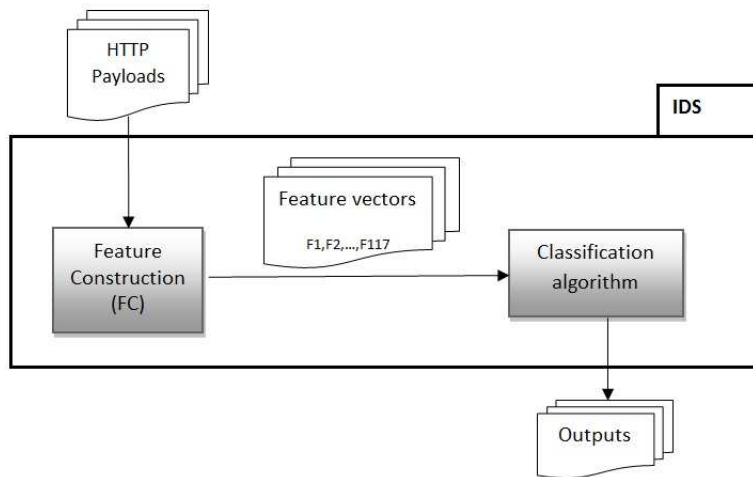 HTTP
Payloads
IDS
Feature vectors
F1,F2,...,F117
Feature
Construction
(FC)
Classification
algorithm
Outputs